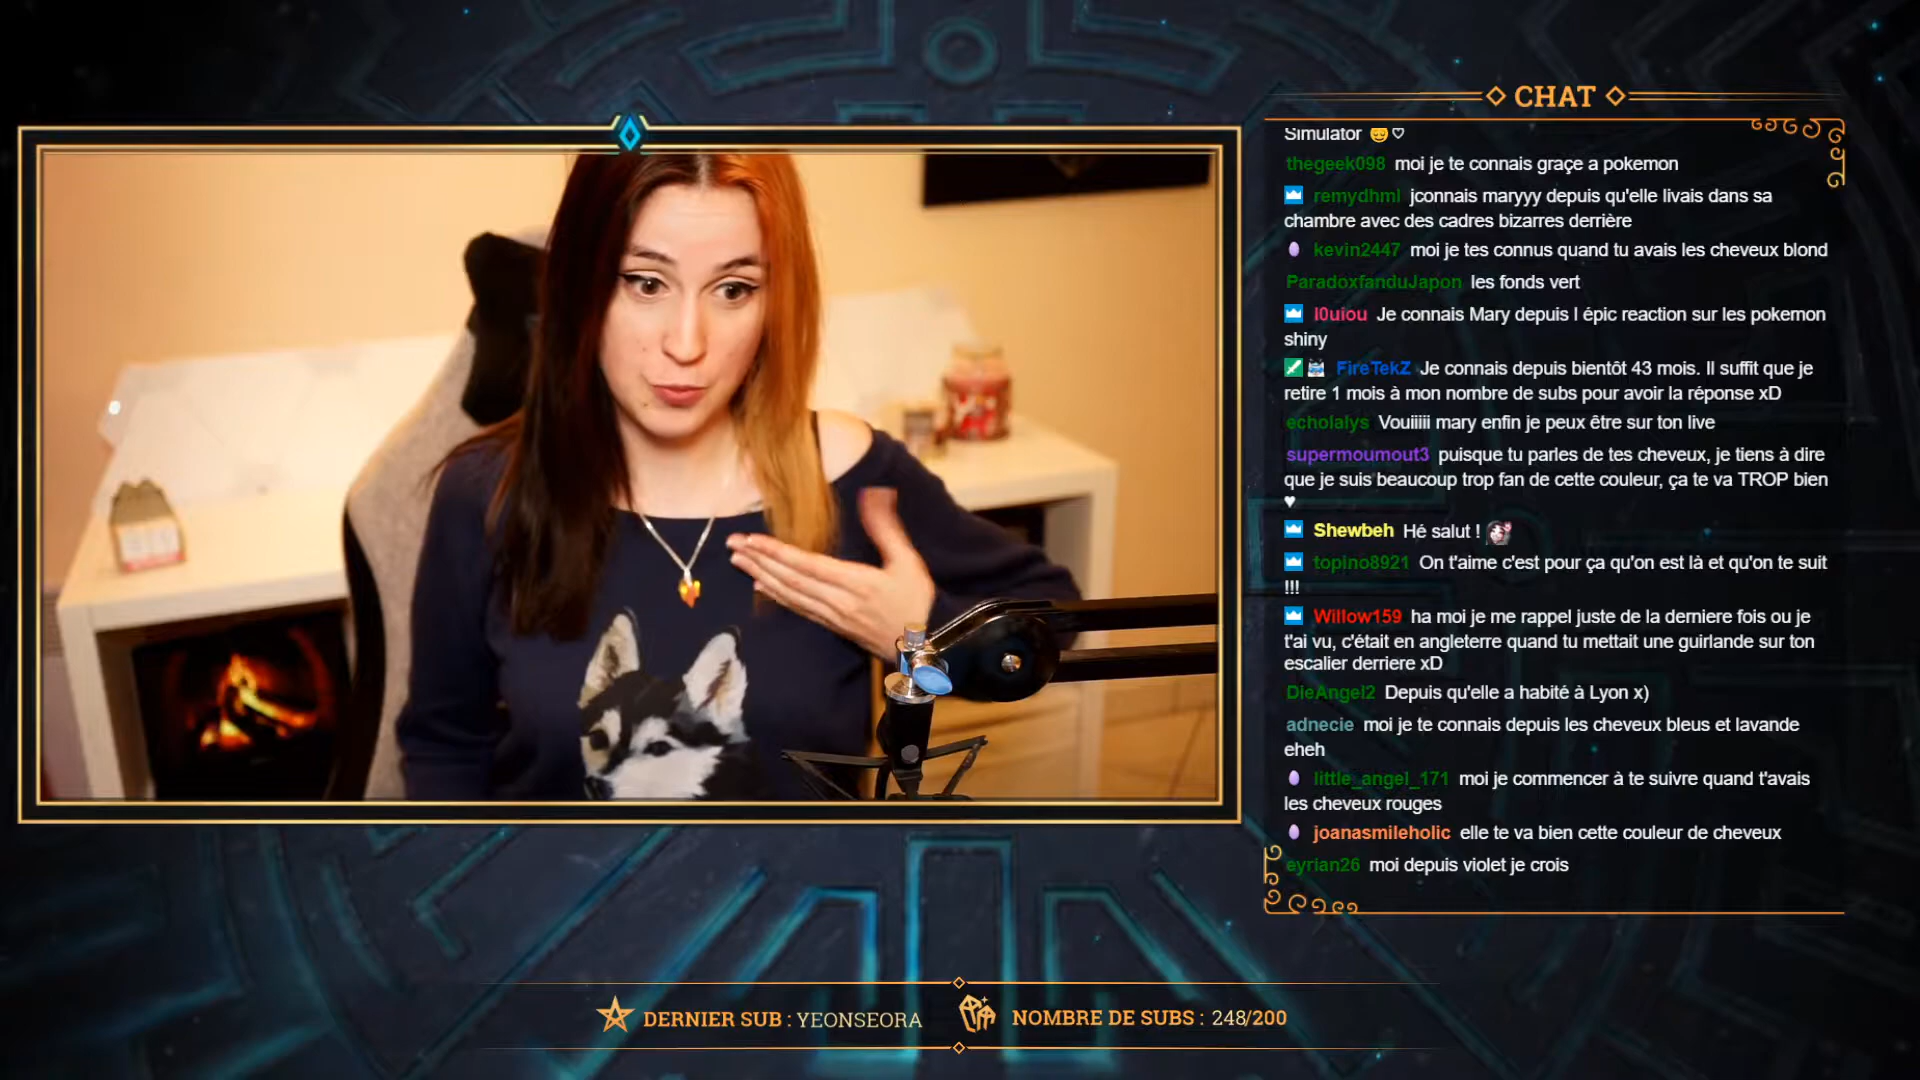 CHAT
Simulator
thegeek098 moi je te connais graçe a pokemon
remydhml jconnais maryyy depuis qu'elle livais dans sa
chambre avec des cadres bizarres derrière
kevin2447 moi je tes connus quand tu avais les cheveux blond
ParadoxfanduJapon les fonds vert
l0uiou Je connais Mary depuis l épic reaction sur les pokemon
shiny
FireTekZ Je connais depuis bientôt 43 mois. Il suffit que je
retire 1 mois à mon nombre de subs pour avoir la réponse xD
echolalys Vouiiiii mary enfin je peux être sur ton live
supermoumout3 puisque tu parles de tes cheveux, je tiens à dire
que je suis beaucoup trop fan de cette couleur, ça te va TROP bien
♥
Shewbeh Hé salut !
topino8921 On t'aime c'est pour ça qu'on est là et qu'on te suit
!!!
Willow159 ha moi je me rappel juste de la derniere fois ou je
t'ai vu, c'était en angleterre quand tu mettait une guirlande sur ton
escalier derriere xD
DieAngel2 Depuis qu'elle a habité à Lyon x)
adnecie moi je te connais depuis les cheveux bleus et lavande
eheh
little_angel_171 moi je commencer à te suivre quand t'avais
les cheveux rouges
joanasmileholic elle te va bien cette couleur de cheveux
eyrian26 moi depuis violet je crois
DERNIER SUB : YEONSEORA
NOMBRE DE SUBS : 248/200